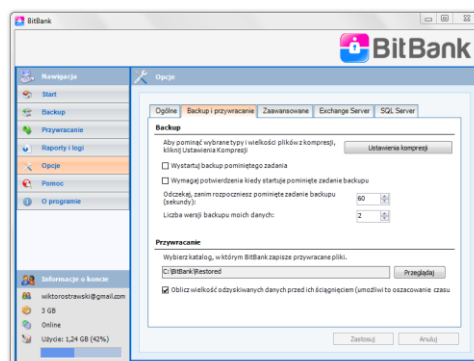 BitBank
BitBank
Nawigacja
Start
Backup
Przywracanie
Raporty i logi
Opcje
Pomoc
O programie
Informacje o koncie
wiktorostrawski@gmail.com
3 GB
Online
Użycie: 1,24 GB (42%)
Opcje
Ogólne Backup i przywracanie Zaawansowane Exchange Server SQL Server
Backup
Aby pominąć wybrane typy i wielkości plików z kompresji,
kliknij Ustawienia Kompresji
Ustawienia kompresji
Wystartuj backup pominiętego zadania
Wymagaj potwierdzenia kiedy startuje pominięte zadanie backupu
Odczekaj, zanim rozpoczniesz pominięte zadanie backupu
(sekundy):
60
Liczba wersji backupu moich danych:
2
Przywracanie
Wybierz katalog, w którym BitBank zapisze przywracane pliki.
C:\BitBank\Restored
Przeglądaj
Oblicz wielkość odzyskiwanych danych przed ich ściągnięciem (umożliwi to oszacowanie czasu
Zastosuj Anuluj